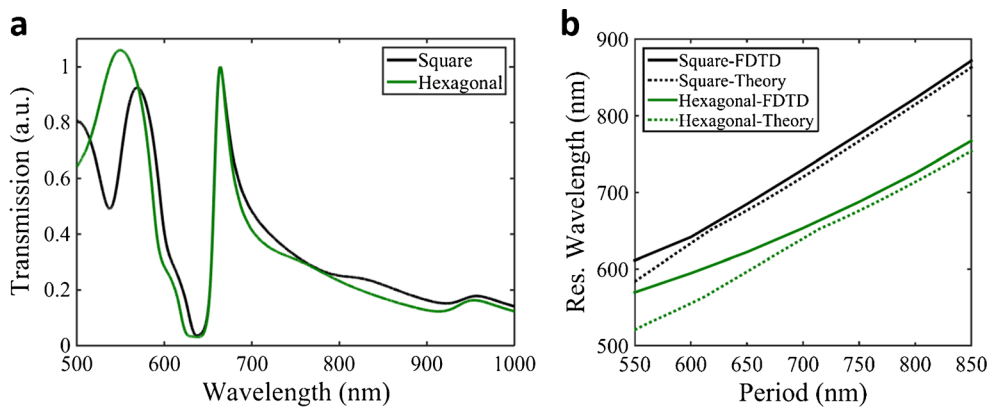 a
Transmission (a.u.)
1
0.8
0.6
0.4
0.2
0
500
600
700
800
900
1000
Wavelength (nm)
Square
Hexagonal
b
Res. Wavelength (nm)
900
800
700
600
500
550
600
650
700
750
800
850
Period (nm)
Square-FDTD
Square-Theory
Hexagonal-FDTD
Hexagonal-Theory